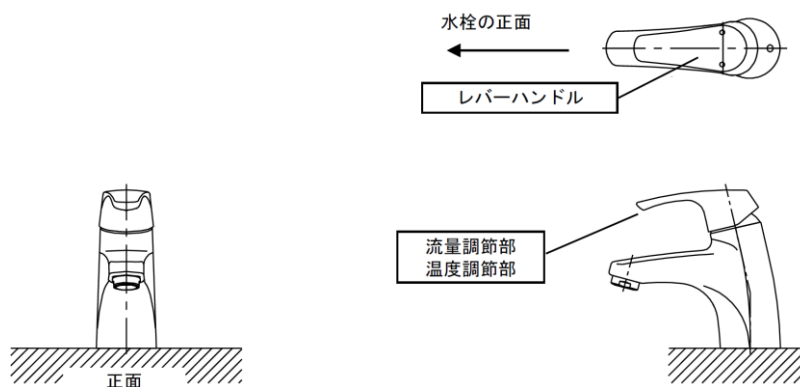 水栓の正面
レバーハンドル
流量調節部
温度調節部
正面